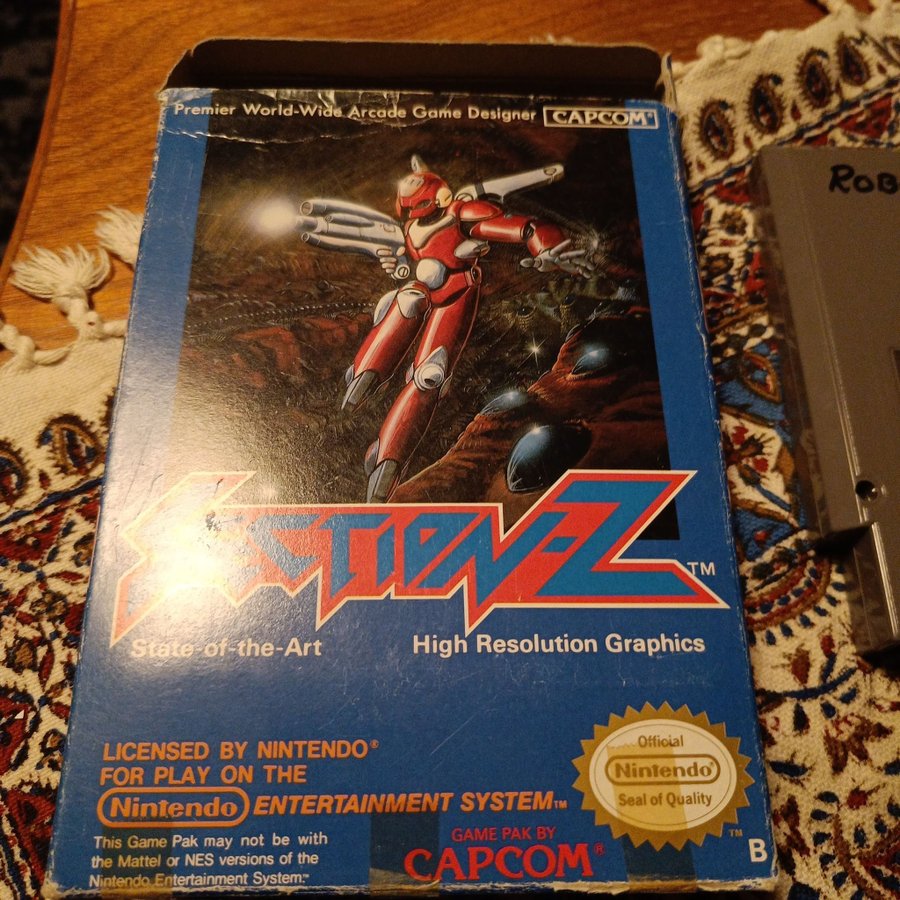 Premier World-Wide Arcade Game Designer CAPCOM®
ROB
SECTION-Z™
State-of-the-Art
High Resolution Graphics
LICENSED BY NINTENDO®
FOR PLAY ON THE
Nintendo ENTERTAINMENT SYSTEM™
Official
Nintendo®
Seal of Quality
TM
This Game Pak may not be with
the Mattel or NES versions of the
Nintendo Entertainment System.™
GAME PAK BY
CAPCOM®
B